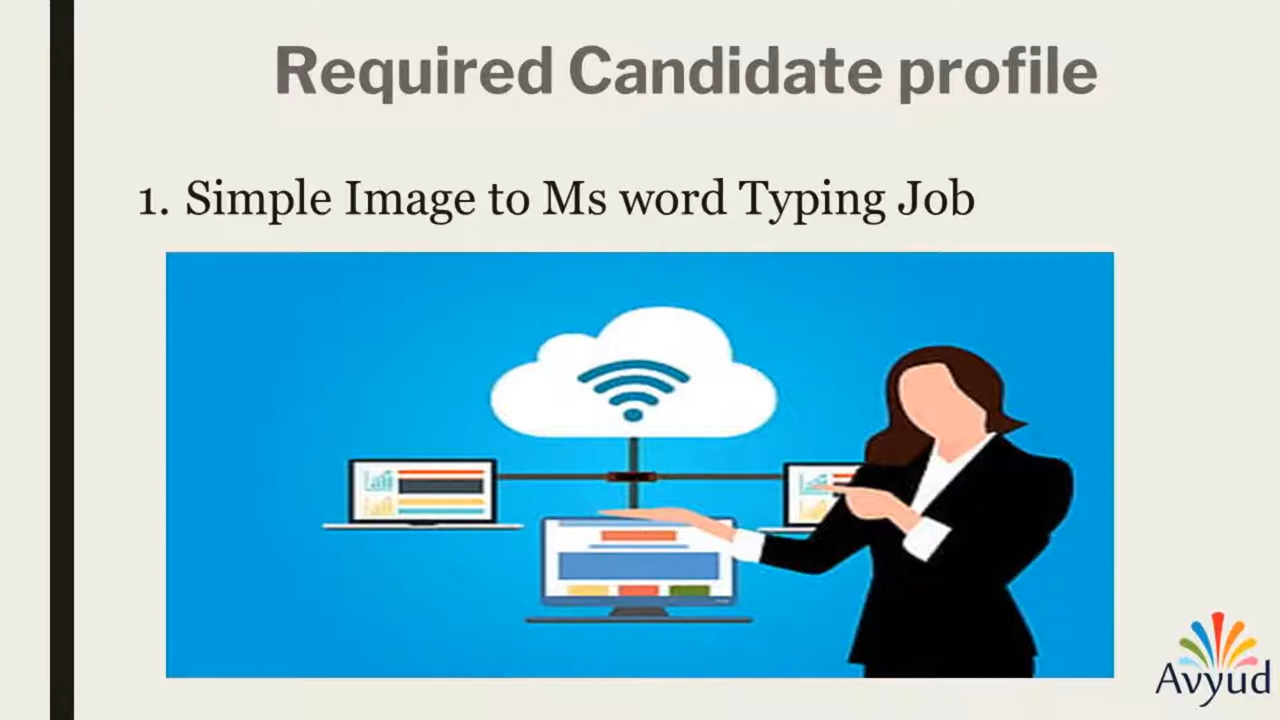 Required Candidate profile
1. Simple Image to Ms word Typing Job
Avyud